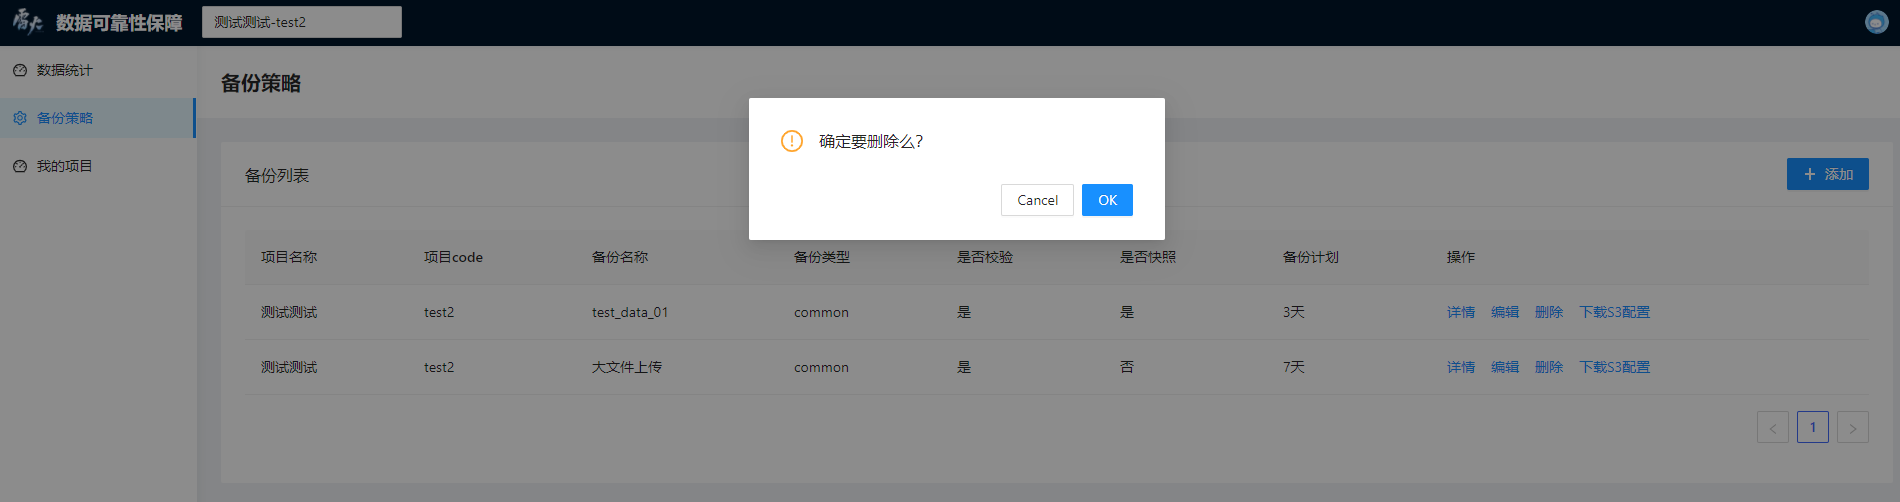 雷火 数据可靠性保障 测试测试-test2
数据统计
备份策略
我的项目
备份策略
确定要删除么?
Cancel OK
备份列表 添加
项目名称 项目code 备份名称 备份类型 是否校验 是否快照 备份计划 操作
测试测试 test2 test_data_01 common 是 是 3天 详情 编辑 删除 下载S3配置
测试测试 test2 大文件上传 common 是 否 7天 详情 编辑 删除 下载S3配置
< 1 >